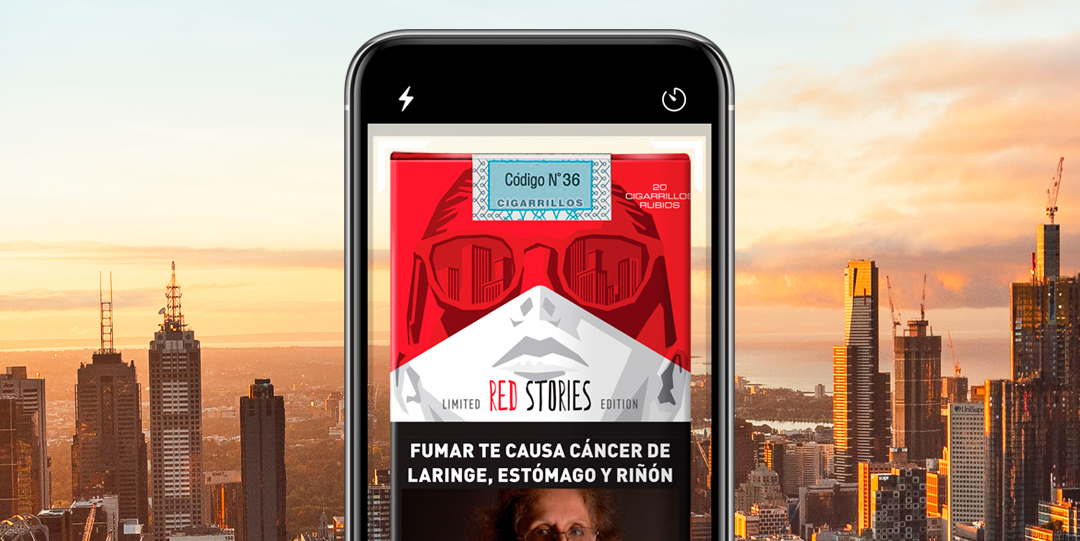 Código N°36
CIGARRILLOS
20
CIGARRILLOS
RUBIOS
LIMITED RED STORIES EDITION
FUMAR TE CAUSA CÁNCER DE
LARINGE, ESTÓMAGO Y RIÑÓN
UniSuper